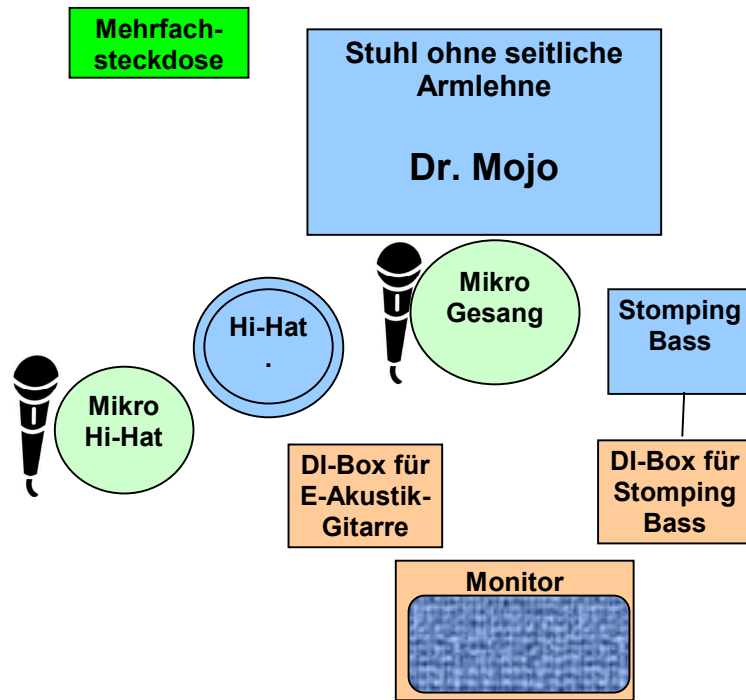 Mehrfach-
steckdose
Stuhl ohne seitliche
Armlehne
Dr. Mojo
Mikro
Gesang
Hi-Hat
.
Stomping
Bass
Mikro
Hi-Hat
DI-Box für
E-Akustik-
Gitarre
DI-Box für
Stomping
Bass
Monitor